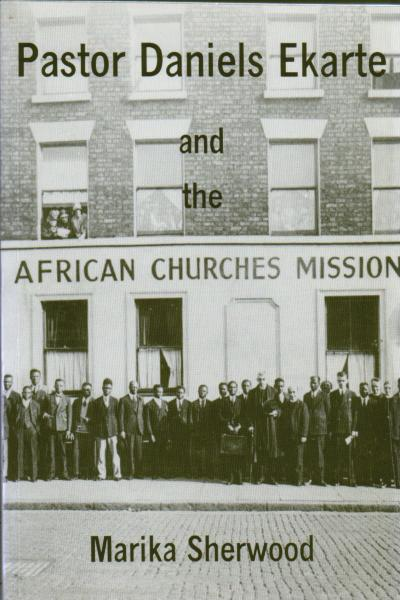 Pastor Daniels Ekarte
and
the
AFRICAN CHURCHES MISSION
Marika Sherwood